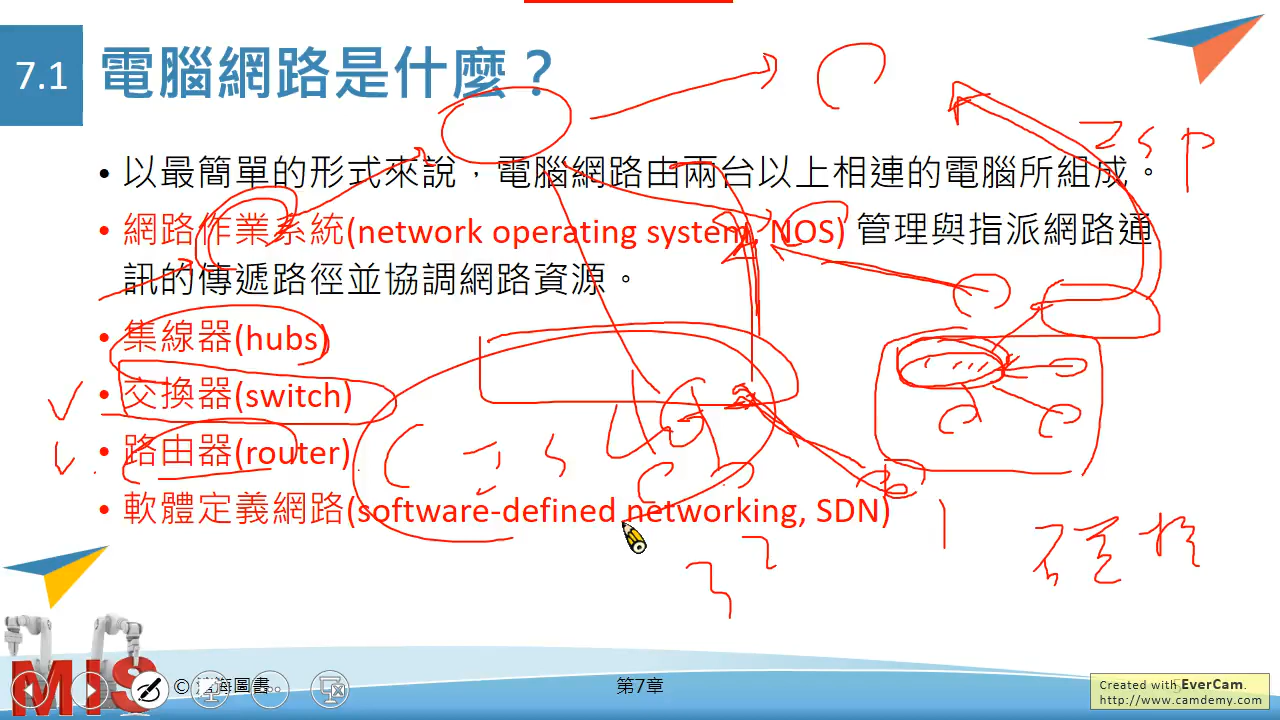 7.1 電腦網路是什麼？
• 以最簡單的形式來說，電腦網路由兩台以上相連的電腦所組成。
• 網路作業系統(network operating system, NOS) 管理與指派網路通
訊的傳遞路徑並協調網路資源。
• 集線器(hubs)
• 交換器(switch)
• 路由器(router)
• 軟體定義網路(software-defined networking, SDN)
MIS
© 滄海圖書
第7章
Created with EverCam.
http://www.camdemy.com